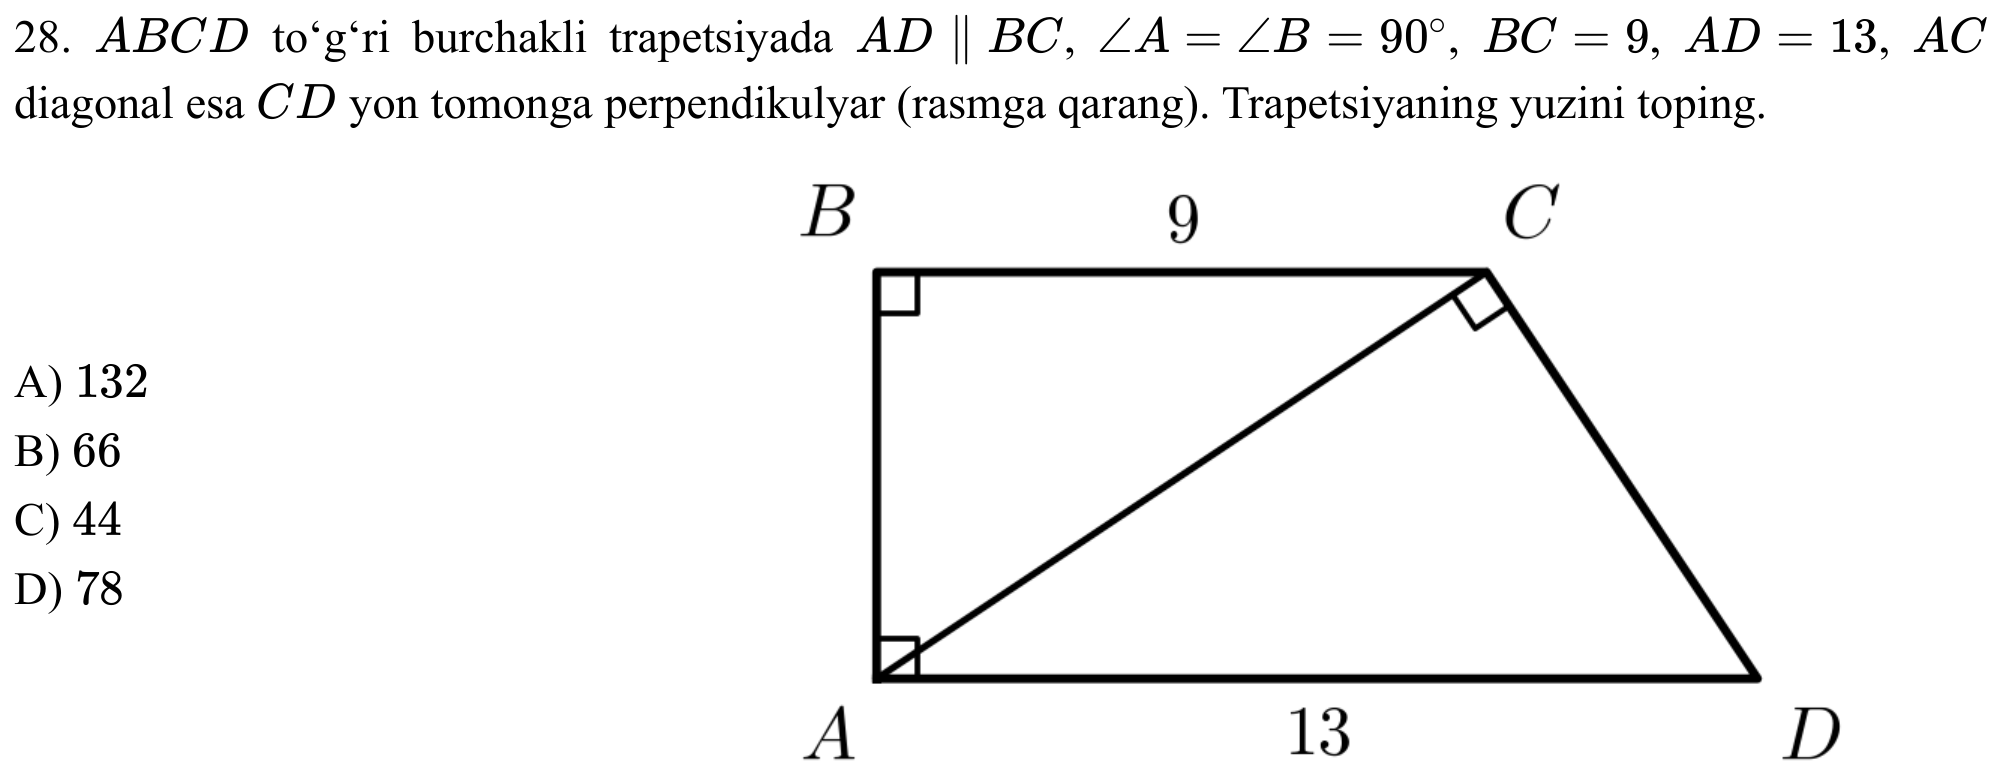 28. ABCD to‘g‘ri burchakli trapetsiyada AD ∥ BC, ∠A = ∠B = 90°, BC = 9, AD = 13, AC
diagonal esa CD yon tomonga perpendikulyar (rasmga qarang). Trapetsiyaning yuzini toping.
B 9 C
A) 132
B) 66
C) 44
D) 78
A 13 D